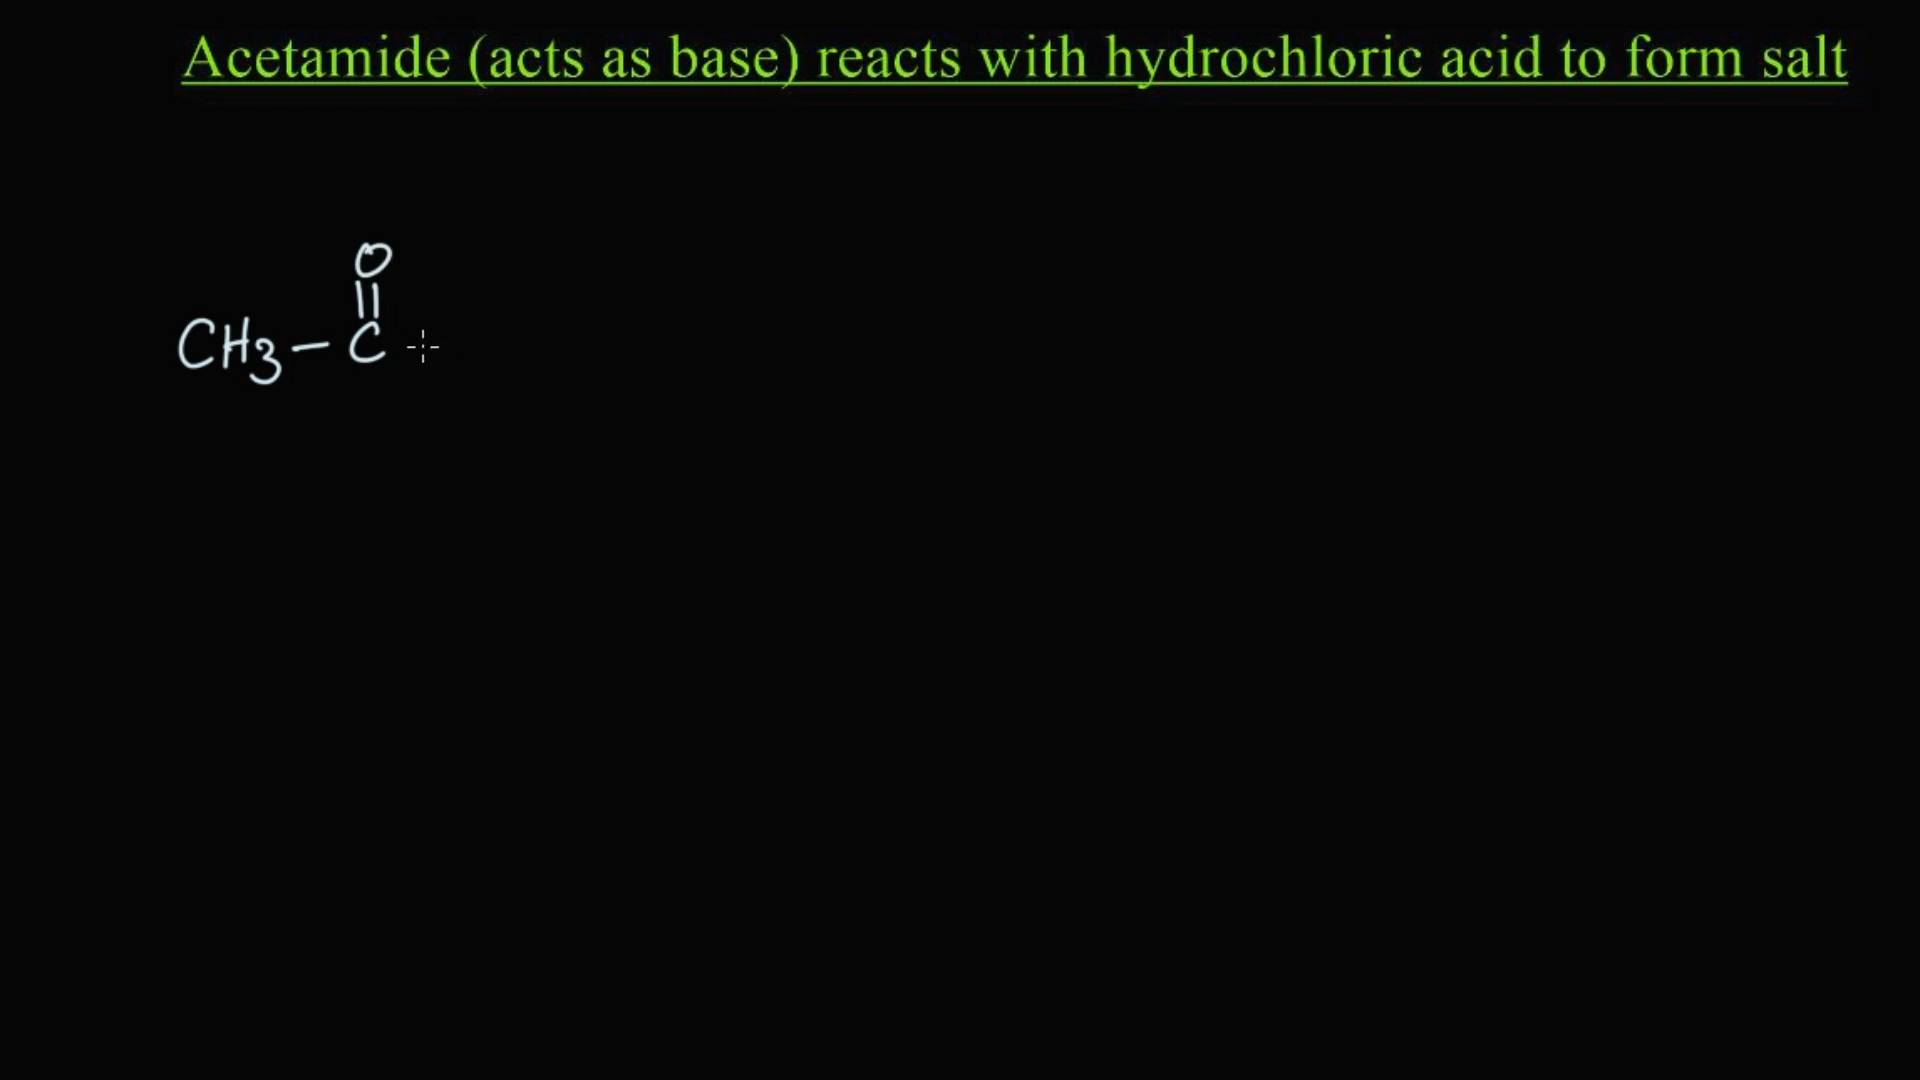 Acetamide (acts as base) reacts with hydrochloric acid to form salt
O
||
CH3 – C